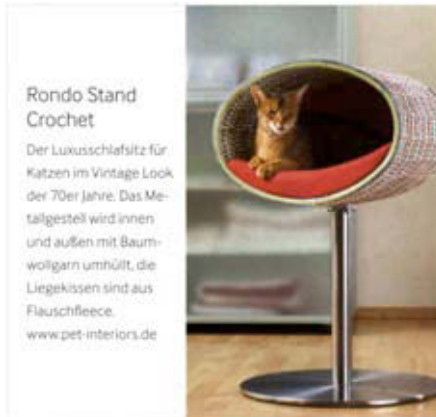 Rondo Stand
Crochet
Der Luxusschlafsitz für
Katzen im Vintage Look
der 70er Jahre. Das Me-
tallgestell wird innen
und außen mit Baum-
wollgarn umhüllt, die
Liegekissen sind aus
Flauschfleece.
www.pet-interiors.de